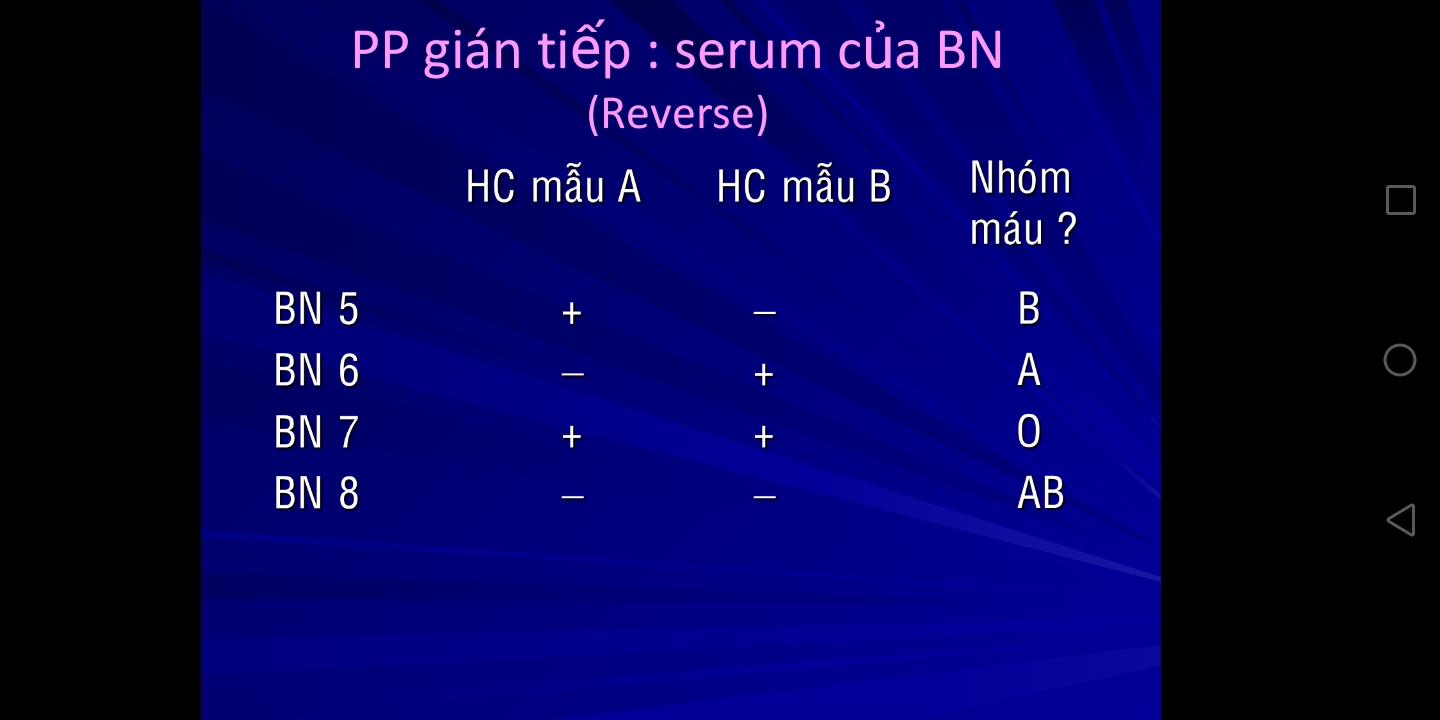 PP gián tiếp : serum của BN
(Reverse)
HC mẫu A HC mẫu B Nhóm máu ?
BN 5 + – B
BN 6 – + A
BN 7 + + O
BN 8 – – AB